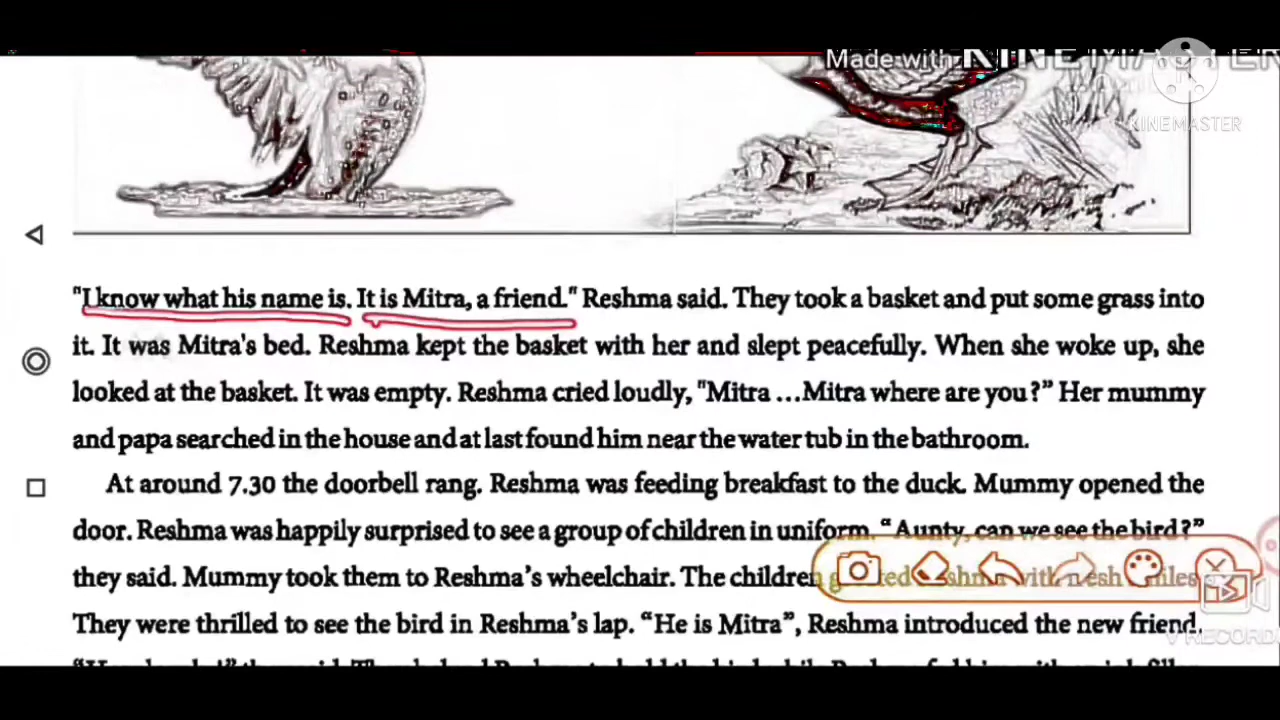 Made with KINEMASTER
KINEMASTER
"I know what his name is. It is Mitra, a friend." Reshma said. They took a basket and put some grass into
it. It was Mitra's bed. Reshma kept the basket with her and slept peacefully. When she woke up, she
looked at the basket. It was empty. Reshma cried loudly, "Mitra ...Mitra where are you?" Her mummy
and papa searched in the house and at last found him near the water tub in the bathroom.
At around 7.30 the doorbell rang. Reshma was feeding breakfast to the duck. Mummy opened the
door. Reshma was happily surprised to see a group of children in uniform. “Aunty, can we see the bird?”
they said. Mummy took them to Reshma’s wheelchair. The children
They were thrilled to see the bird in Reshma’s lap. “He is Mitra”, Reshma introduced the new friend.